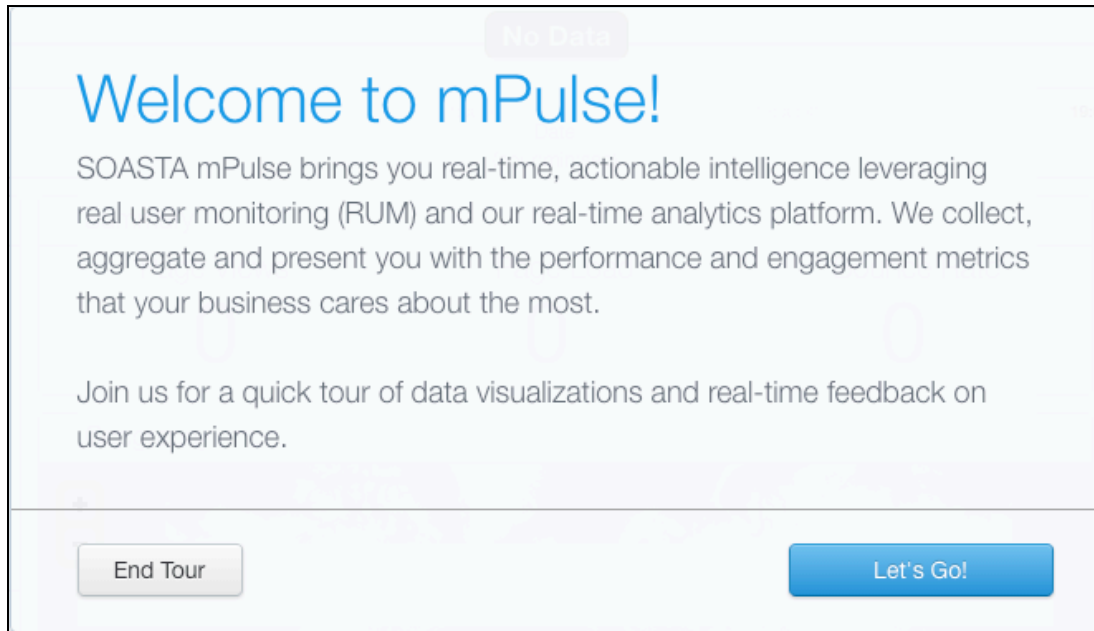 No Data
Welcome to mPulse!
SOASTA mPulse brings you real-time, actionable intelligence leveraging
real user monitoring (RUM) and our real-time analytics platform. We collect,
aggregate and present you with the performance and engagement metrics
that your business cares about the most.
0 0 0
Join us for a quick tour of data visualizations and real-time feedback on
user experience.
End Tour
Let's Go!